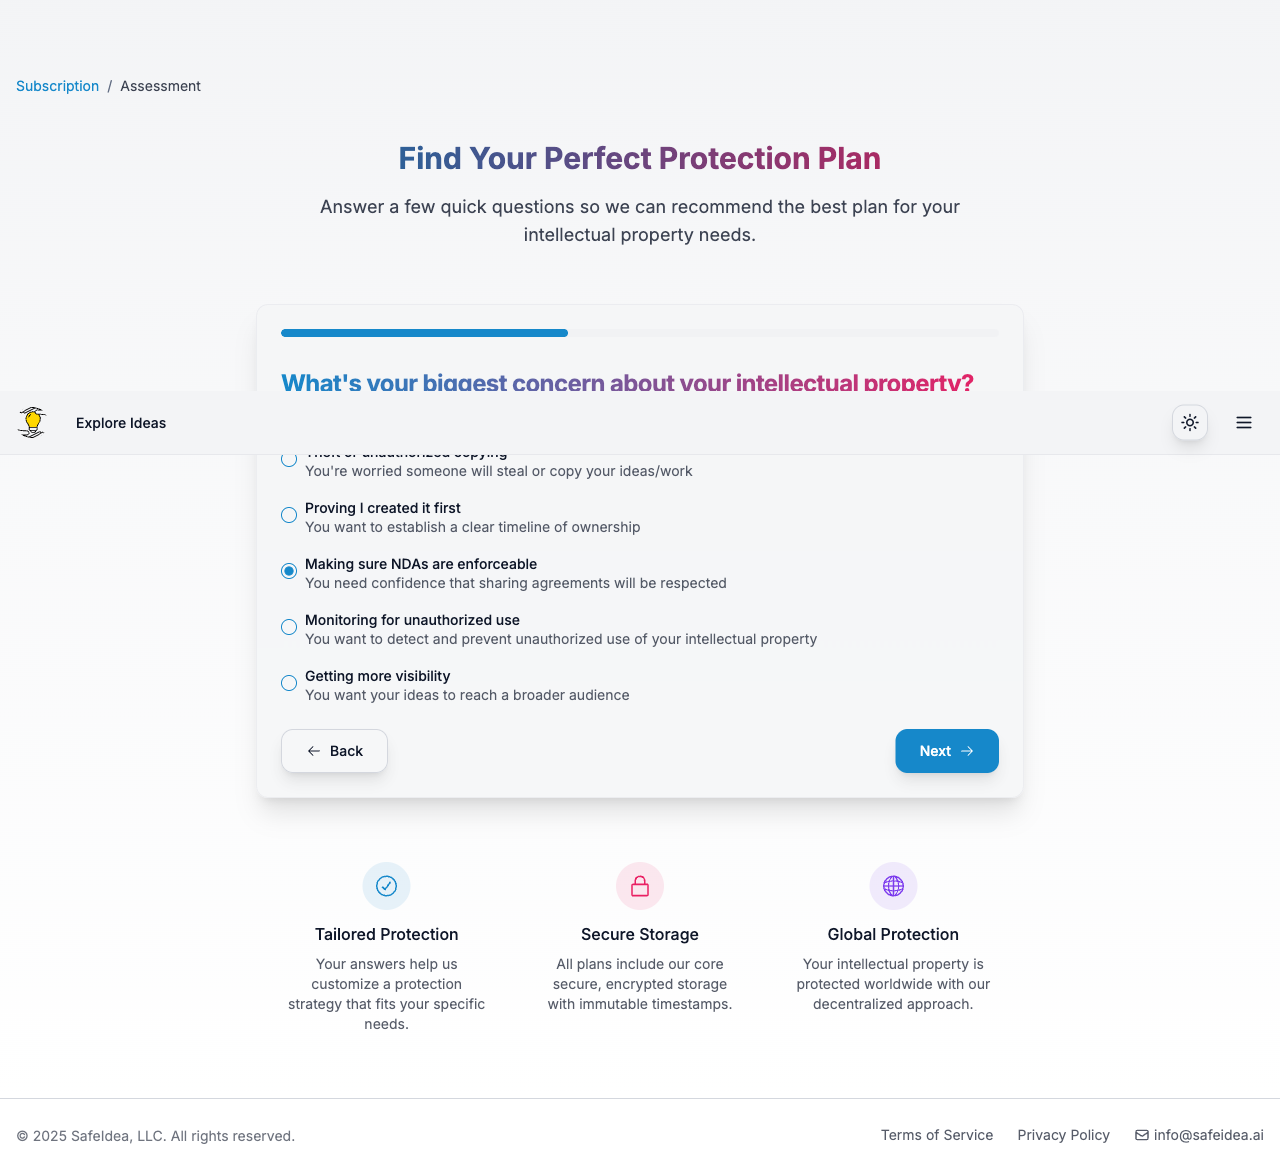 Subscription / Assessment
Find Your Perfect Protection Plan
Answer a few quick questions so we can recommend the best plan for your
intellectual property needs.
What's your biggest concern about your intellectual property?
Explore Ideas
Theft or unauthorized copying
You're worried someone will steal or copy your ideas/work
Proving I created it first
You want to establish a clear timeline of ownership
Making sure NDAs are enforceable
You need confidence that sharing agreements will be respected
Monitoring for unauthorized use
You want to detect and prevent unauthorized use of your intellectual property
Getting more visibility
You want your ideas to reach a broader audience
Back
Next
Tailored Protection
Your answers help us
customize a protection
strategy that fits your specific
needs.
Secure Storage
All plans include our core
secure, encrypted storage
with immutable timestamps.
Global Protection
Your intellectual property is
protected worldwide with our
decentralized approach.
© 2025 SafeIdea, LLC. All rights reserved.
Terms of Service
Privacy Policy
info@safeidea.ai